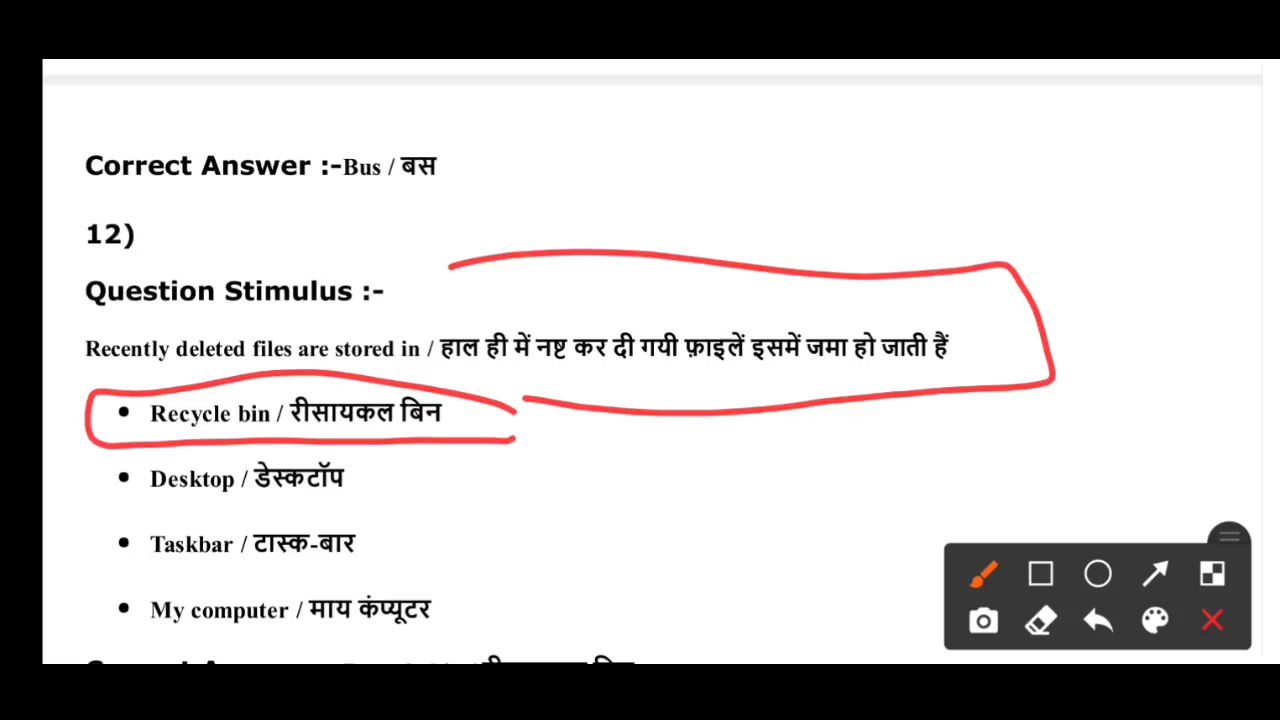 Correct Answer :-Bus / बस
12)
Question Stimulus :-
Recently deleted files are stored in / हाल ही में नष्ट कर दी गयी फ़ाइलें इसमें जमा हो जाती हैं
• Recycle bin / रीसायकल बिन
• Desktop / डेस्कटॉप
• Taskbar / टास्क-बार
• My computer / माय कंप्यूटर